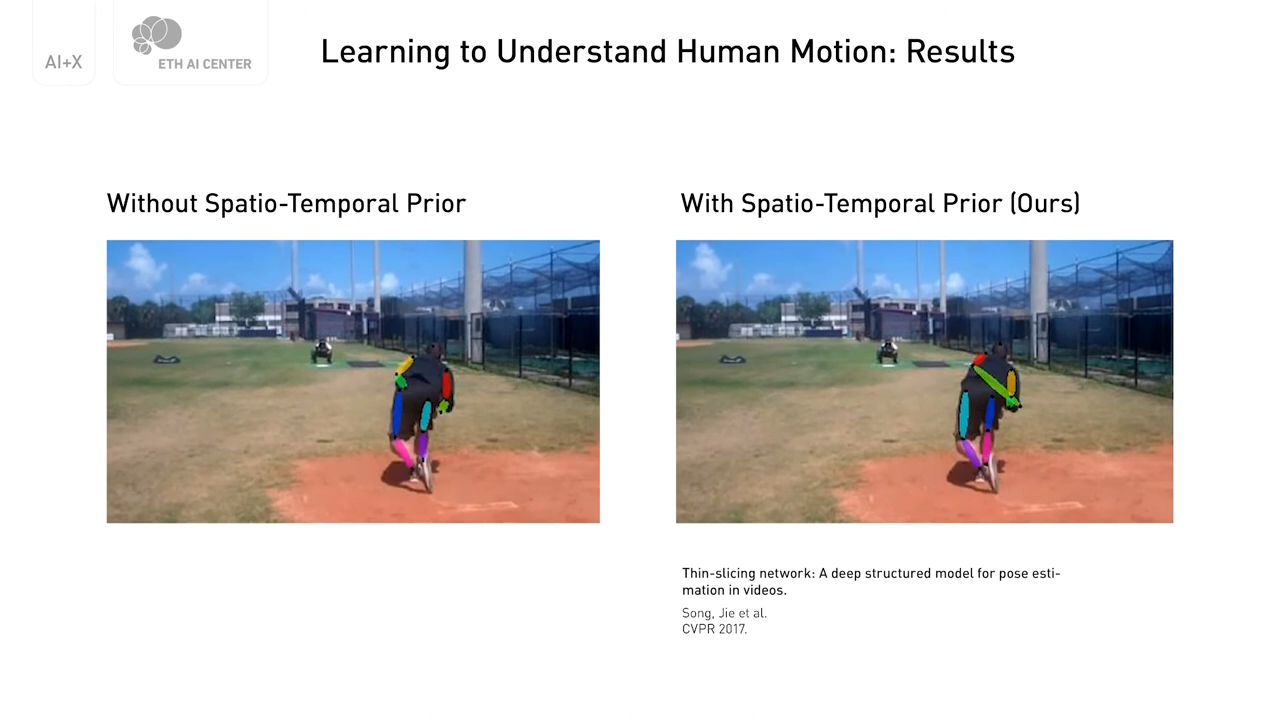 AI+X
ETH AI CENTER
Learning to Understand Human Motion: Results
Without Spatio-Temporal Prior
With Spatio-Temporal Prior (Ours)
Thin-slicing network: A deep structured model for pose esti-
mation in videos.
Song, Jie et al.
CVPR 2017.